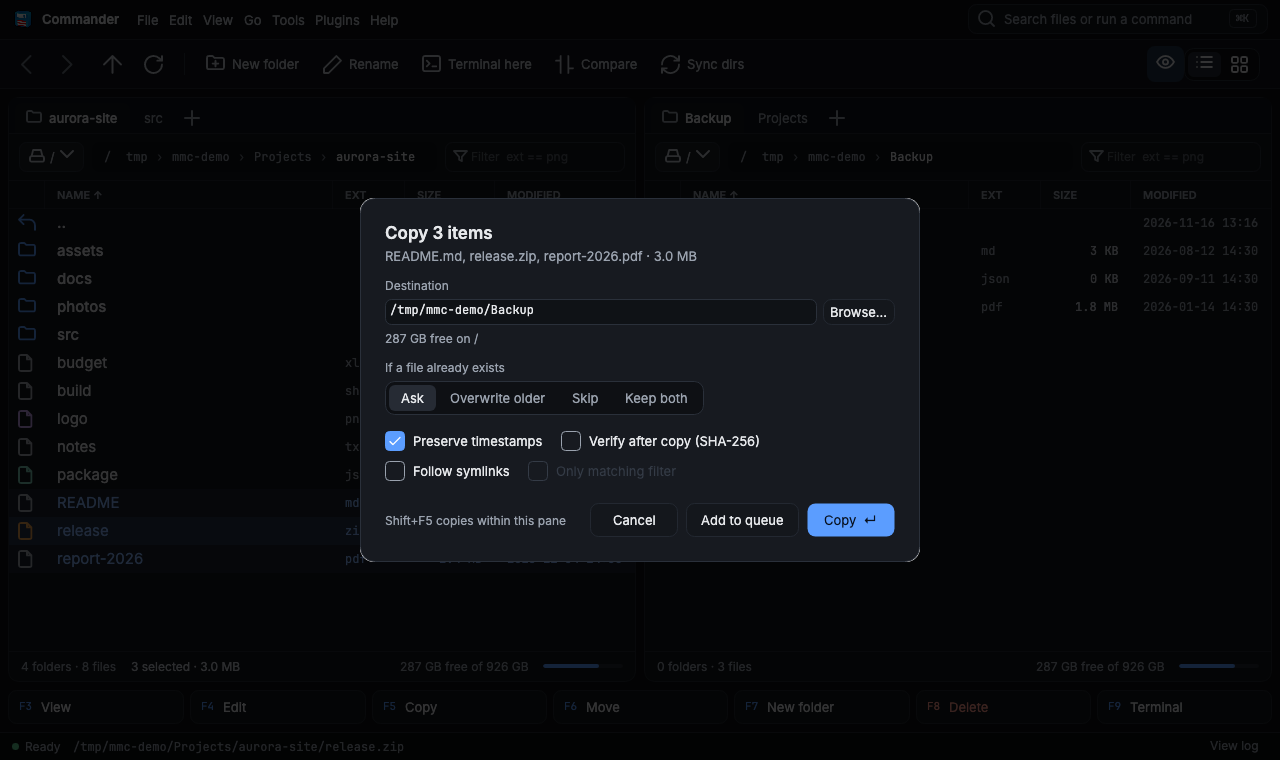 Commander File Edit View Go Tools Plugins Help Search files or run a command ⌘K
New folder Rename Terminal here Compare Sync dirs
aurora-site src + Backup Projects +
/ / tmp › mmc-demo › Projects › aurora-site Filter ext == png / / tmp › mmc-demo › Backup Filter ext == png
NAME ↑ EXT SIZE MODIFIED NAME ↑ EXT SIZE MODIFIED
.. 2026-11-16 13:16
assets md 3 KB 2026-08-12 14:30
docs json 0 KB 2026-09-11 14:30
photos pdf 1.8 MB 2026-01-14 14:30
src
budget xl
build sh
logo pn
notes tx
package js
README md
release zi
report-2026 pdf
Copy 3 items
README.md, release.zip, report-2026.pdf · 3.0 MB
Destination
/tmp/mmc-demo/Backup Browse...
287 GB free on /
If a file already exists
Ask Overwrite older Skip Keep both
Preserve timestamps Verify after copy (SHA-256)
Follow symlinks Only matching filter
Shift+F5 copies within this pane Cancel Add to queue Copy ↵
4 folders · 8 files 3 selected · 3.0 MB 287 GB free of 926 GB 0 folders · 3 files 287 GB free of 926 GB
F3 View F4 Edit F5 Copy F6 Move F7 New folder F8 Delete F9 Terminal
Ready /tmp/mmc-demo/Projects/aurora-site/release.zip View log